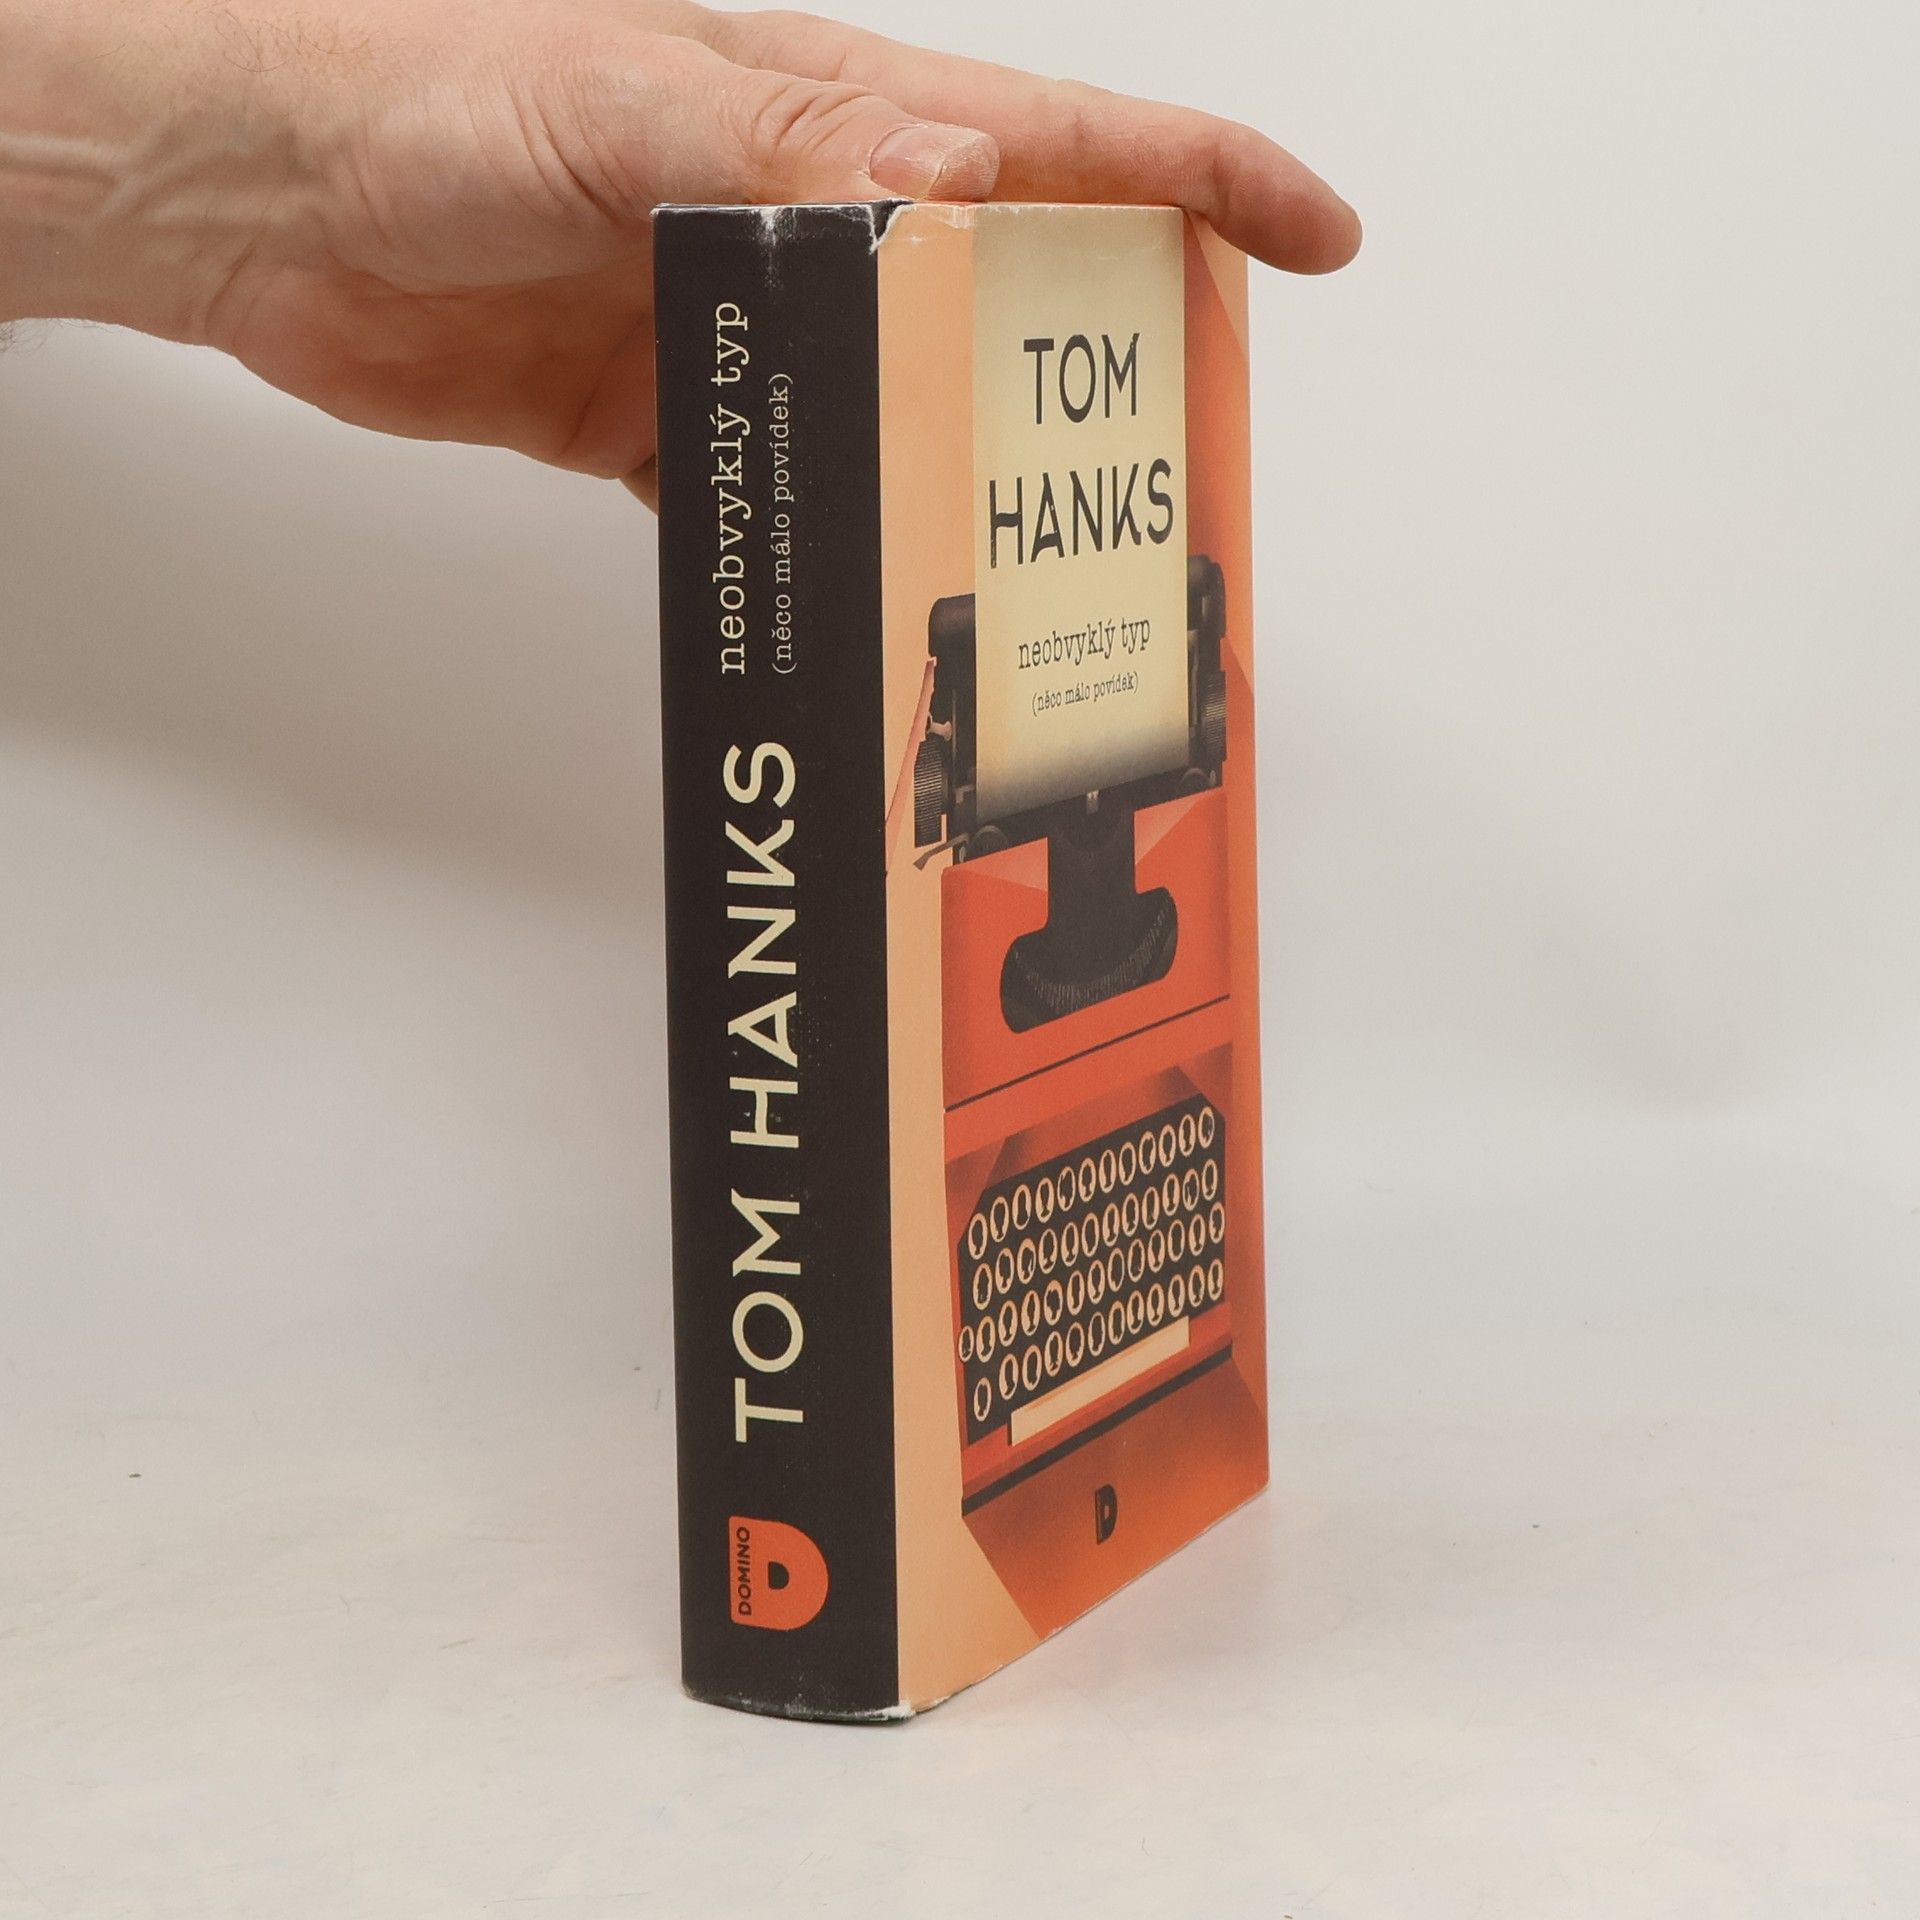 neobvyklý typ
(něco málo povídek)
TOM HANKS
DOMINO
D
TOM
HANKS
neobvyklý typ
(něco málo povídek)
D